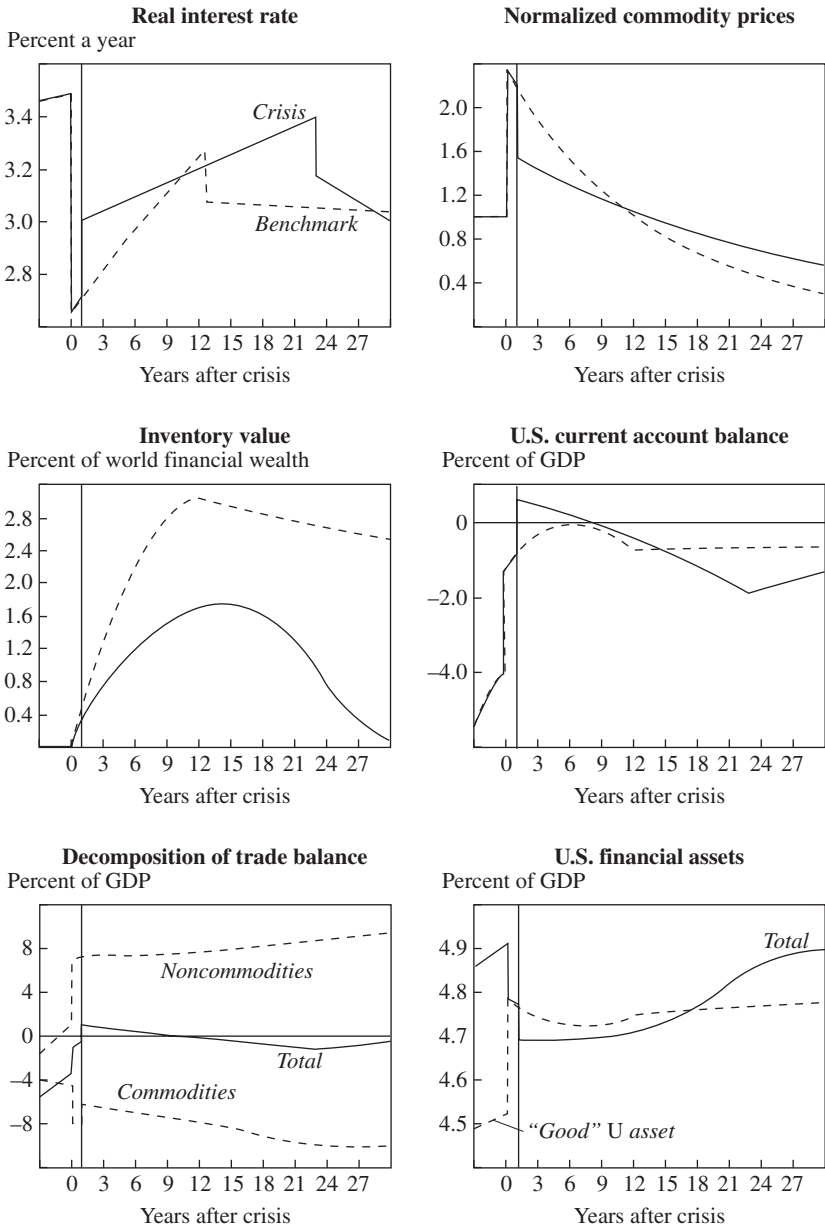 Real interest rate
Percent a year
3.4
3.2
3.0
2.8
Crisis
Benchmark
0 3 6 9 12 15 18 21 24 27
Years after crisis
Normalized commodity prices
2.0
1.6
1.2
0.8
0.4
0 3 6 9 12 15 18 21 24 27
Years after crisis
Inventory value
Percent of world financial wealth
2.8
2.4
2.0
1.6
1.2
0.8
0.4
0 3 6 9 12 15 18 21 24 27
Years after crisis
U.S. current account balance
Percent of GDP
0
–2.0
–4.0
0 3 6 9 12 15 18 21 24 27
Years after crisis
Decomposition of trade balance
Percent of GDP
8
4
0
–4
–8
Noncommodities
Total
Commodities
0 3 6 9 12 15 18 21 24 27
Years after crisis
U.S. financial assets
Percent of GDP
4.9
4.8
4.7
4.6
4.5
Total
“Good” U asset
0 3 6 9 12 15 18 21 24 27
Years after crisis